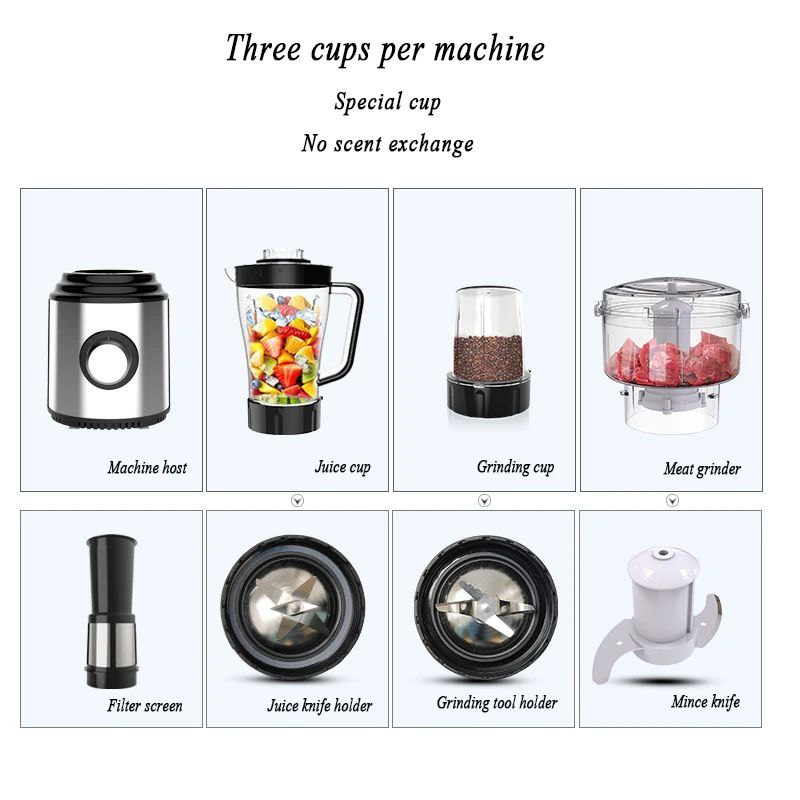 Three cups per machine
Special cup
No scent exchange
Machine host
Juice cup
Grinding cup
Meat grinder
Filter screen
Juice knife holder
Grinding tool holder
Mince knife